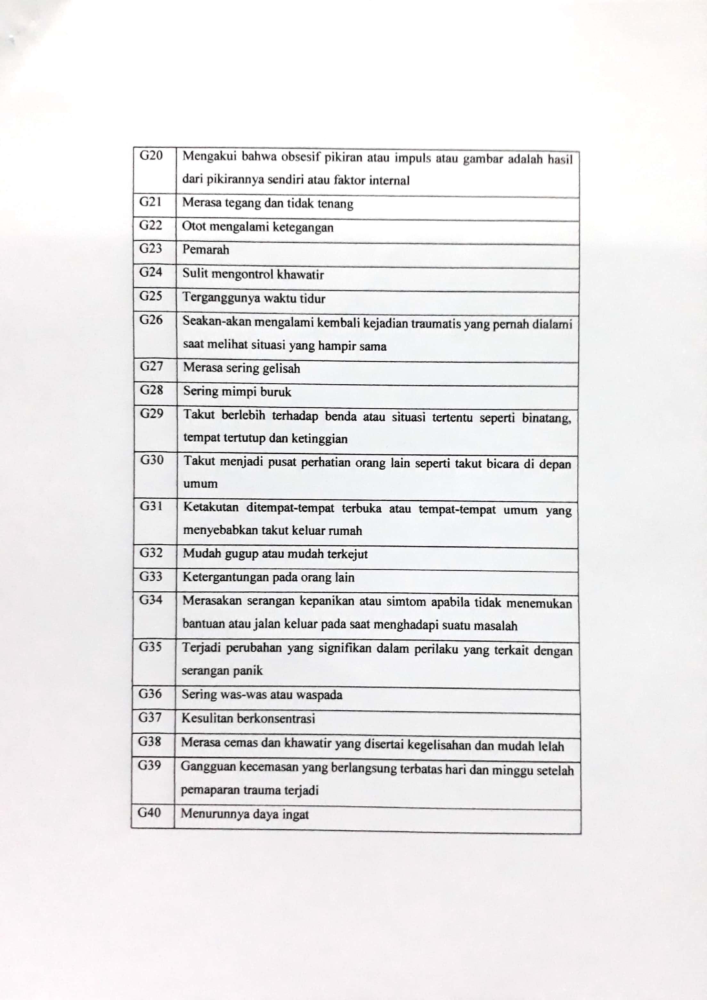 G20 Mengakui bahwa obsesif pikiran atau impuls atau gambar adalah hasil
dari pikirannya sendiri atau faktor internal
G21 Merasa tegang dan tidak tenang
G22 Otot mengalami ketegangan
G23 Pemarah
G24 Sulit mengontrol khawatir
G25 Terganggunya waktu tidur
G26 Seakan-akan mengalami kembali kejadian traumatis yang pernah dialami
saat melihat situasi yang hampir sama
G27 Merasa sering gelisah
G28 Sering mimpi buruk
G29 Takut berlebih terhadap benda atau situasi tertentu seperti binatang,
tempat tertutup dan ketinggian
G30 Takut menjadi pusat perhatian orang lain seperti takut bicara di depan
umum
G31 Ketakutan ditempat-tempat terbuka atau tempat-tempat umum yang
menyebabkan takut keluar rumah
G32 Mudah gugup atau mudah terkejut
G33 Ketergantungan pada orang lain
G34 Merasakan serangan kepanikan atau simtom apabila tidak menemukan
bantuan atau jalan keluar pada saat menghadapi suatu masalah
G35 Terjadi perubahan yang signifikan dalam perilaku yang terkait dengan
serangan panik
G36 Sering was-was atau waspada
G37 Kesulitan berkonsentrasi
G38 Merasa cemas dan khawatir yang disertai kegelisahan dan mudah lelah
G39 Gangguan kecemasan yang berlangsung terbatas hari dan minggu setelah
pemaparan trauma terjadi
G40 Menurunnya daya ingat